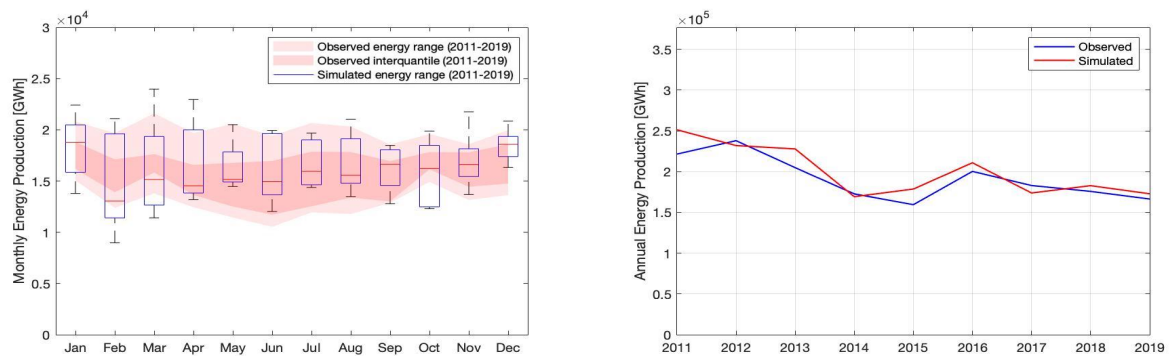 ×10⁴
3
2.5
2
1.5
1
0.5
0
Monthly Energy Production [GWh]
Jan Feb Mar Apr May Jun Jul Aug Sep Oct Nov Dec
Observed energy range (2011-2019)
Observed interquantile (2011-2019)
Simulated energy range (2011-2019)
×10⁵
3.5
3
2.5
2
1.5
1
0.5
0
Annual Energy Production [GWh]
2011 2012 2013 2014 2015 2016 2017 2018 2019
Observed
Simulated